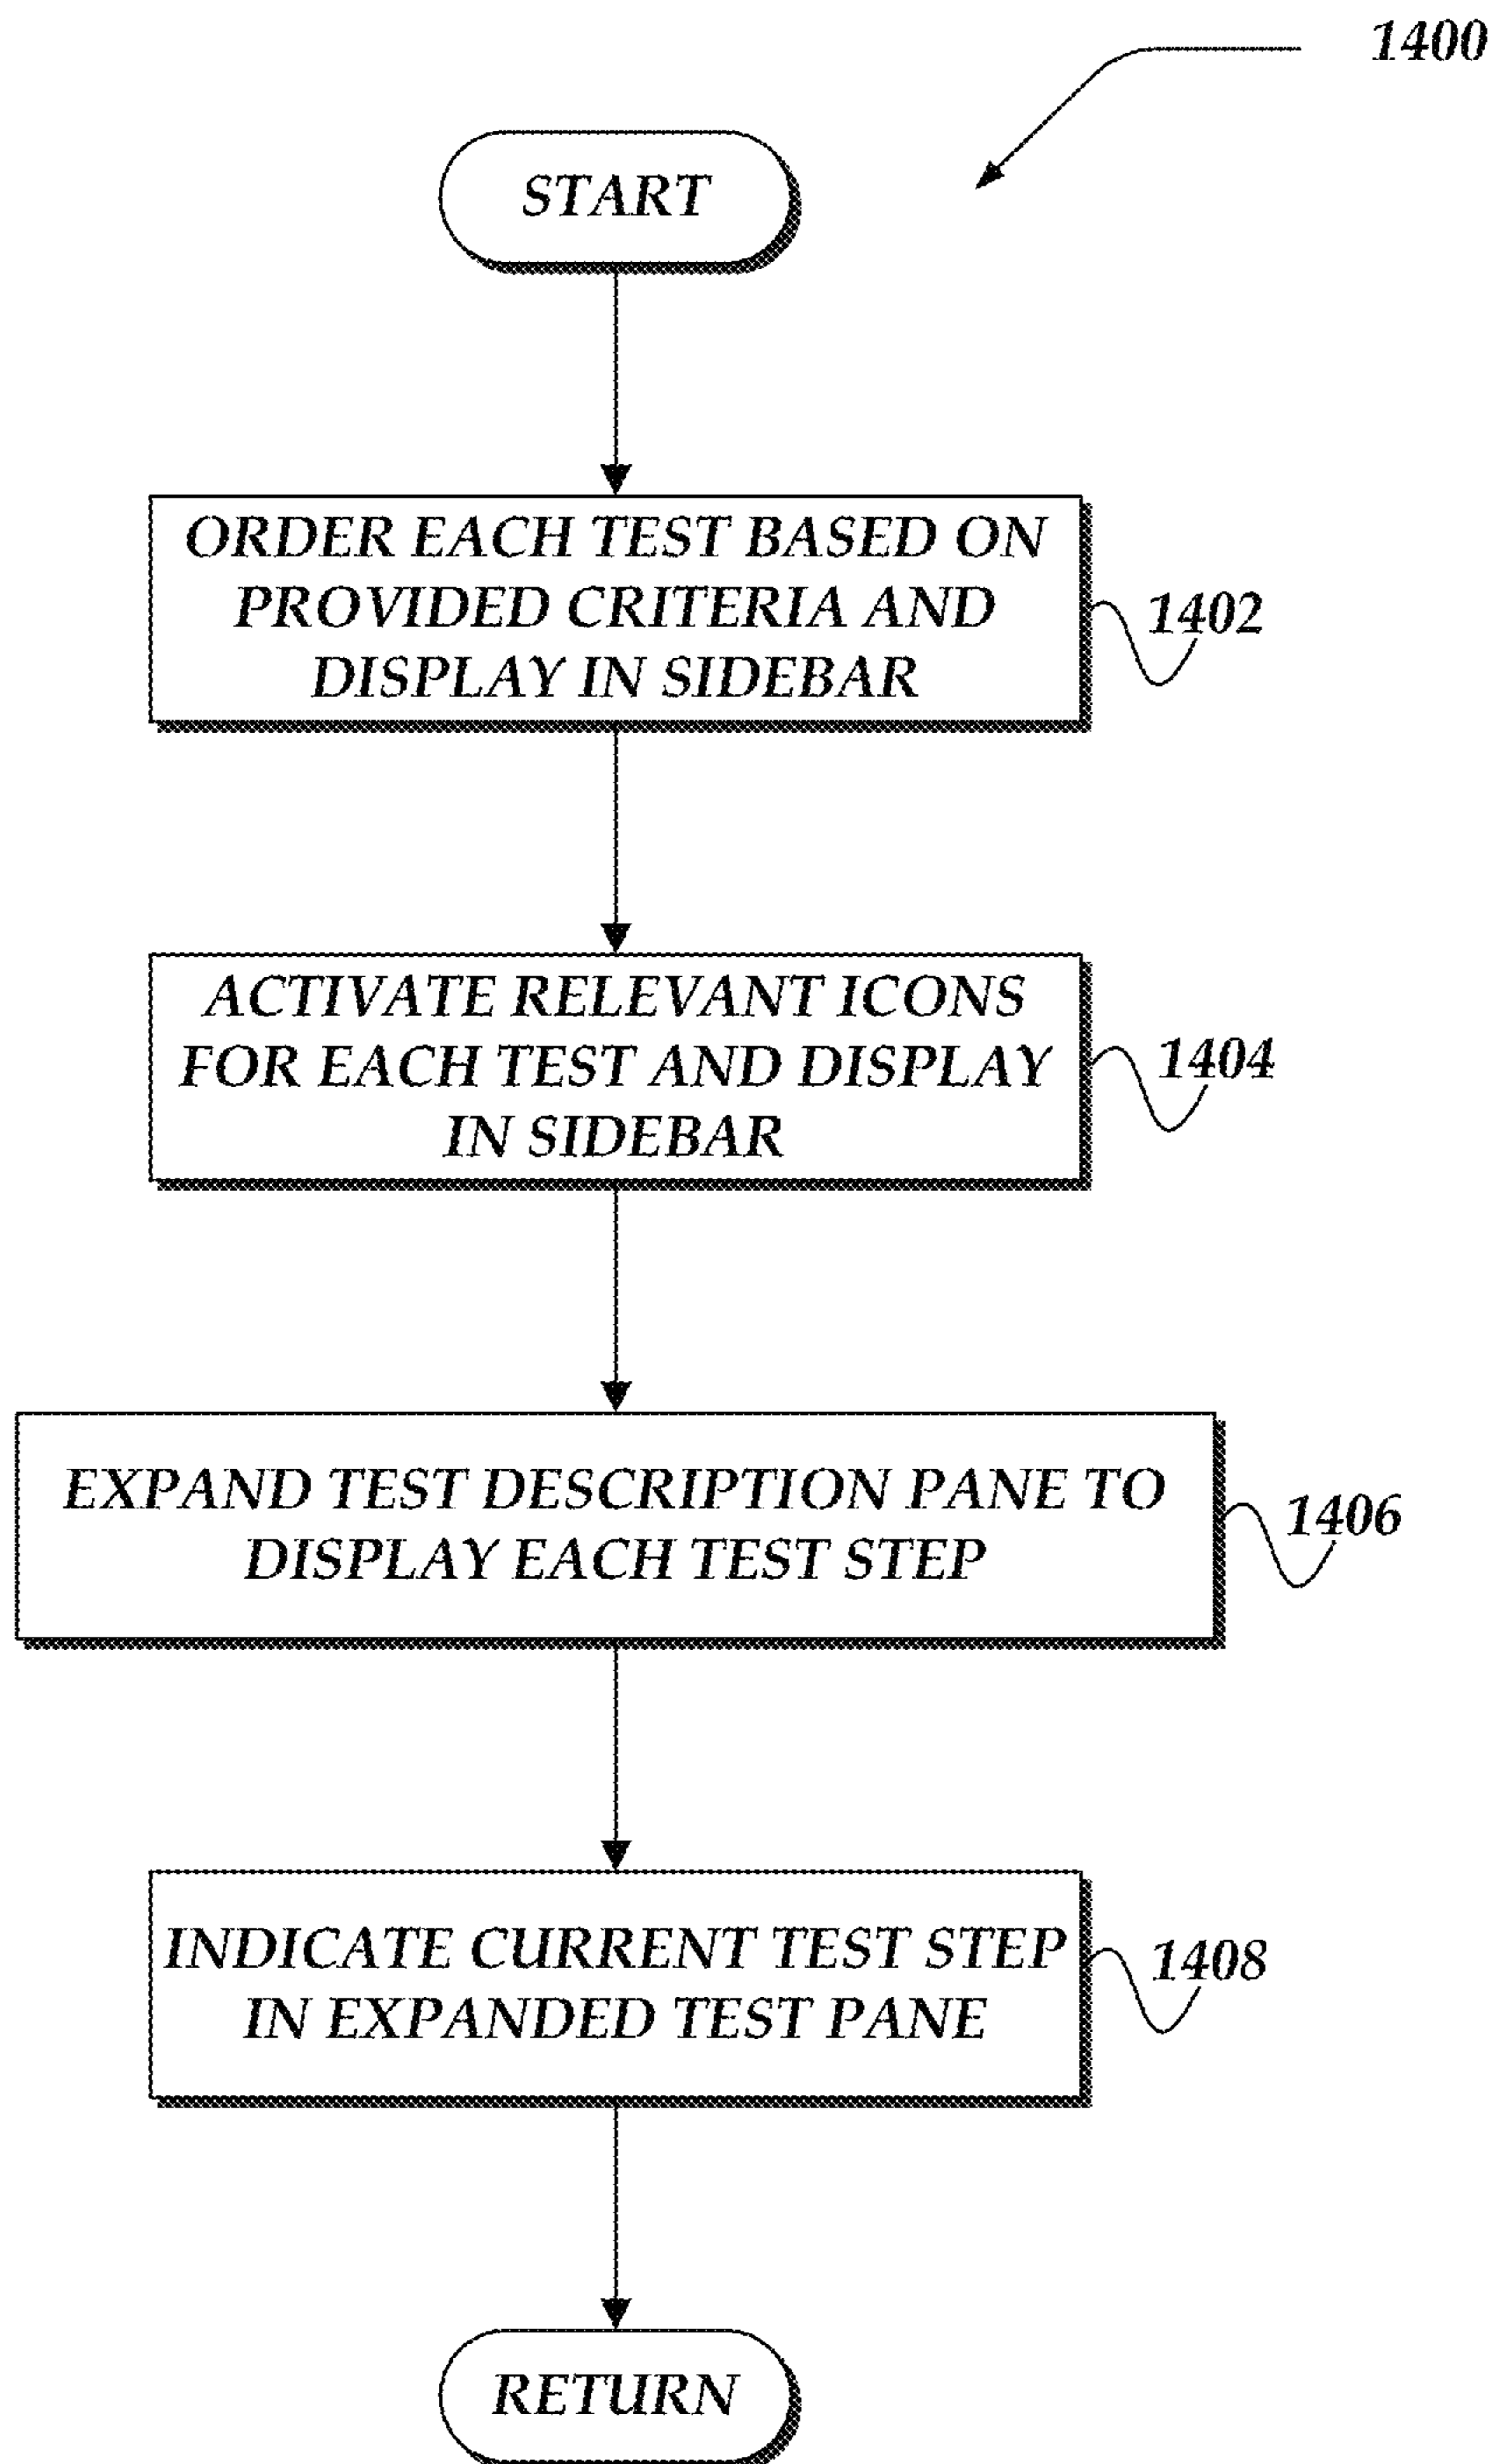 1400
START
ORDER EACH TEST BASED ON
PROVIDED CRITERIA AND
DISPLAY IN SIDEBAR
1402
ACTIVATE RELEVANT ICONS
FOR EACH TEST AND DISPLAY
IN SIDEBAR
1404
EXPAND TEST DESCRIPTION PANE TO
DISPLAY EACH TEST STEP
1406
INDICATE CURRENT TEST STEP
IN EXPANDED TEST PANE
1408
RETURN